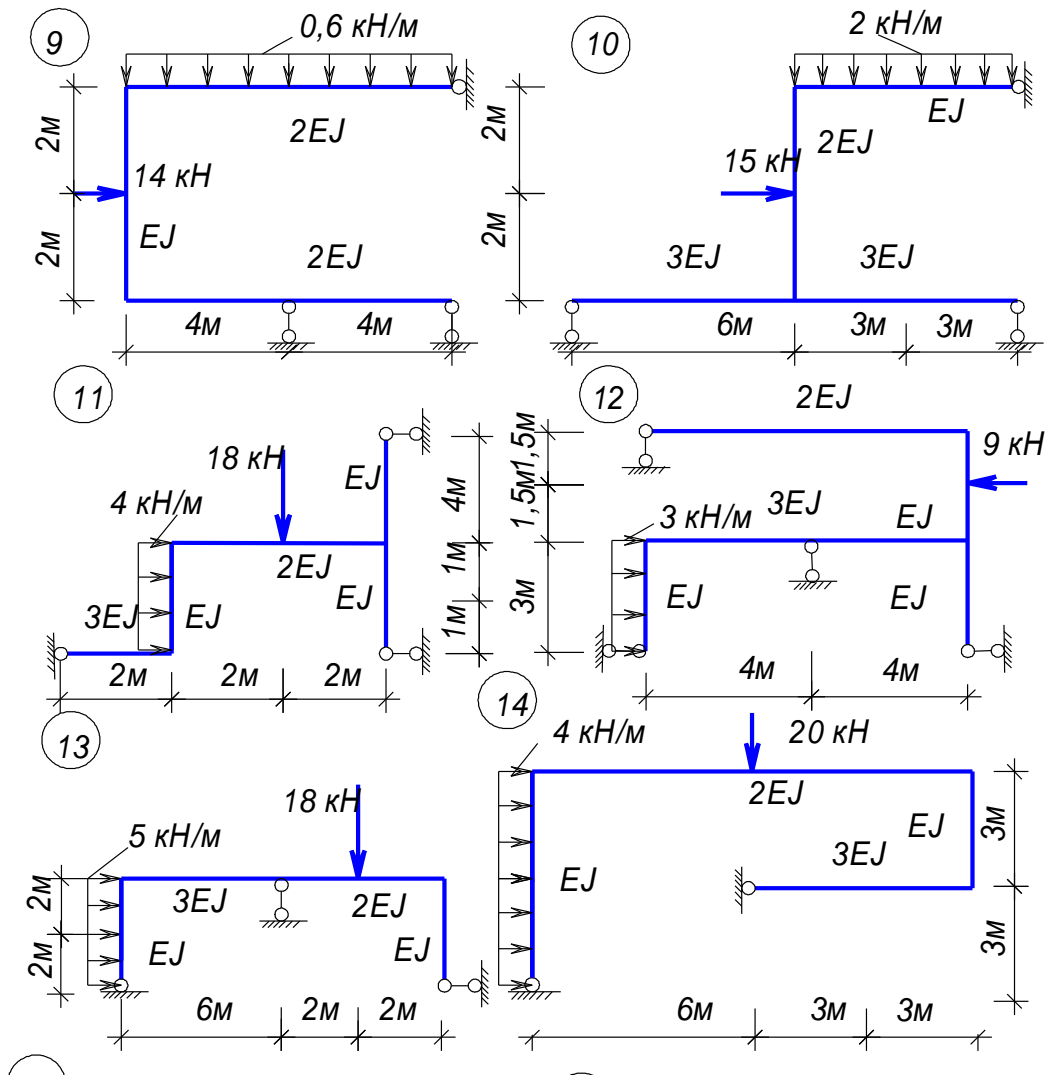 9
0,6 кН/м
2EJ
2м
14 кН
EJ
2м
2EJ
4м
4м
10
2 кН/м
EJ
2м
2EJ
15 кН
2м
3EJ
3EJ
6м
3м
3м
11
18 кН
EJ
4м
4 кН/м
2EJ
1м
3EJ
EJ
EJ
1м
2м
2м
2м
12
2EJ
1,5м
9 кН
1,5м
3EJ
3 кН/м
EJ
3м
EJ
EJ
4м
4м
13
18 кН
5 кН/м
2м
3EJ
2EJ
2м
EJ
EJ
6м
2м
2м
14
4 кН/м
20 кН
2EJ
EJ
3м
3EJ
EJ
3м
6м
3м
3м